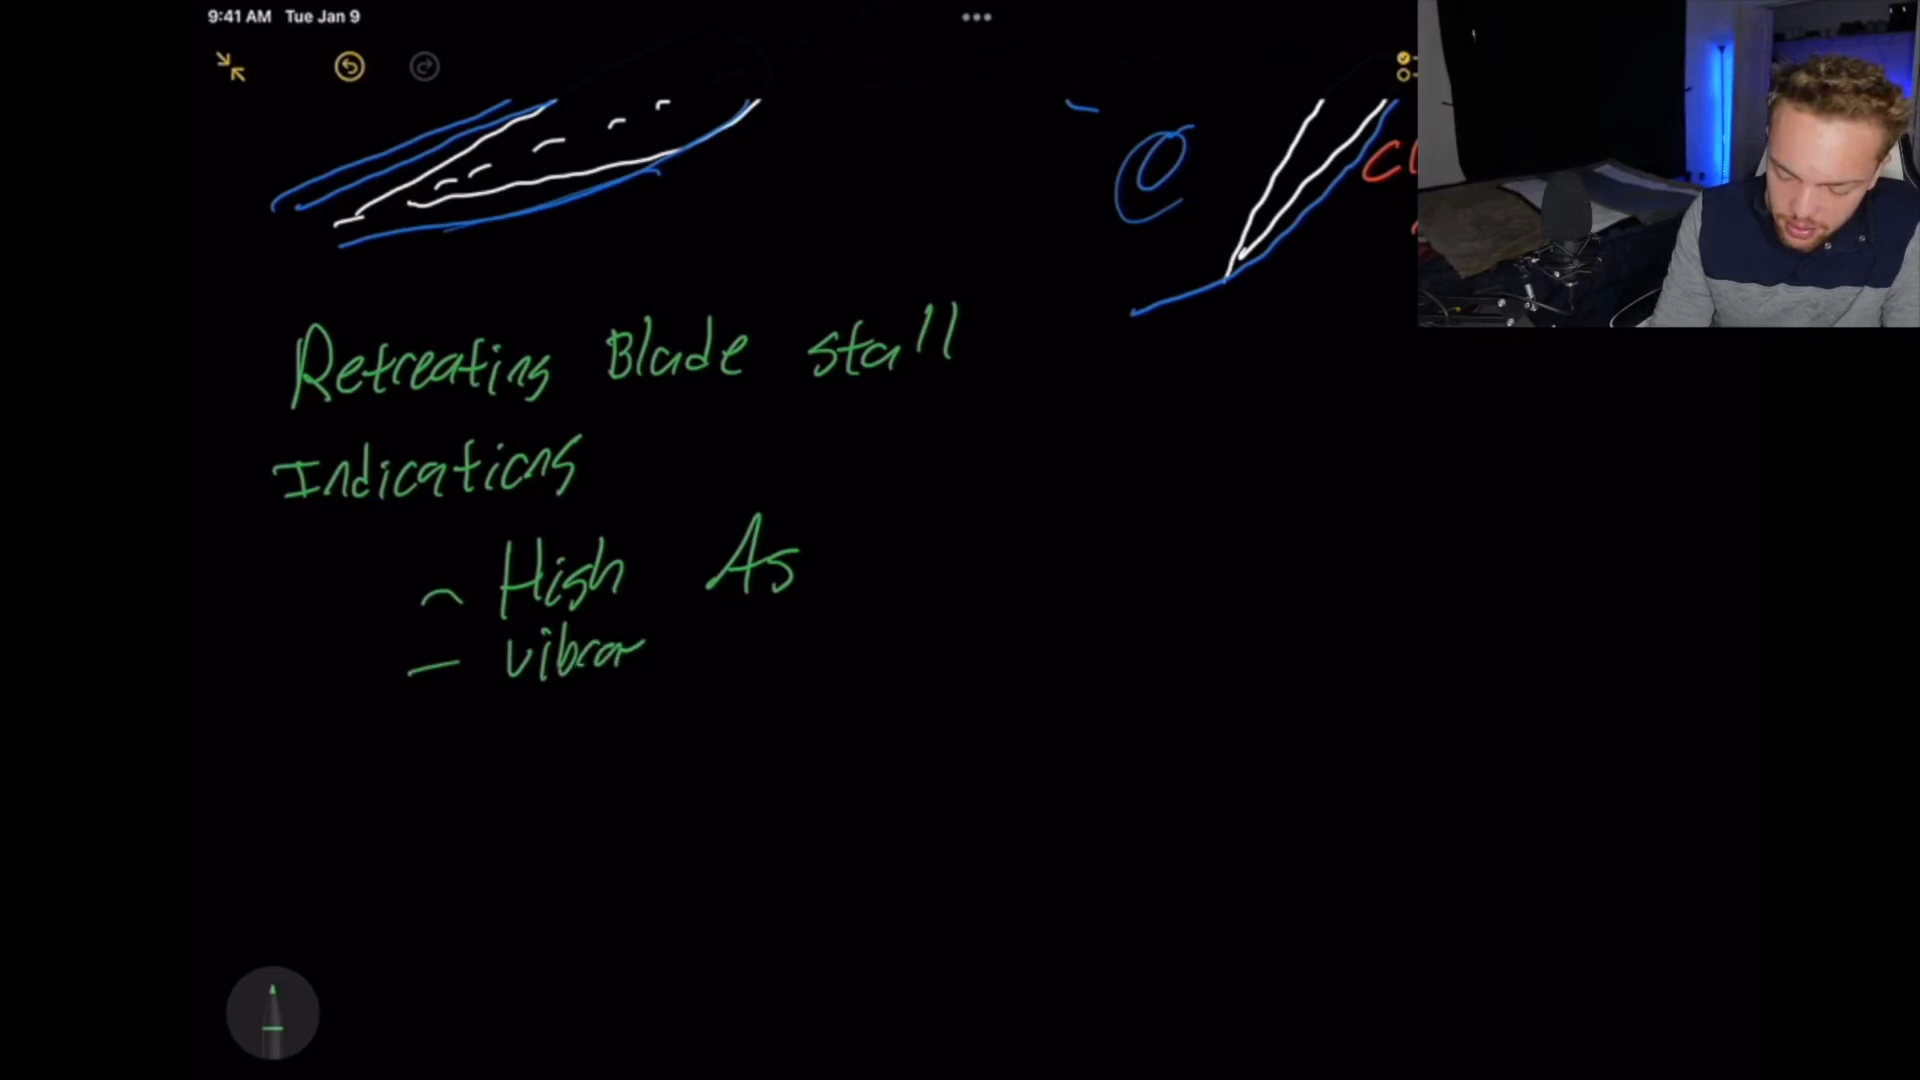 9:41 AM Tue Jan 9
Retreating Blade stall
Indications
- High As
- vibra